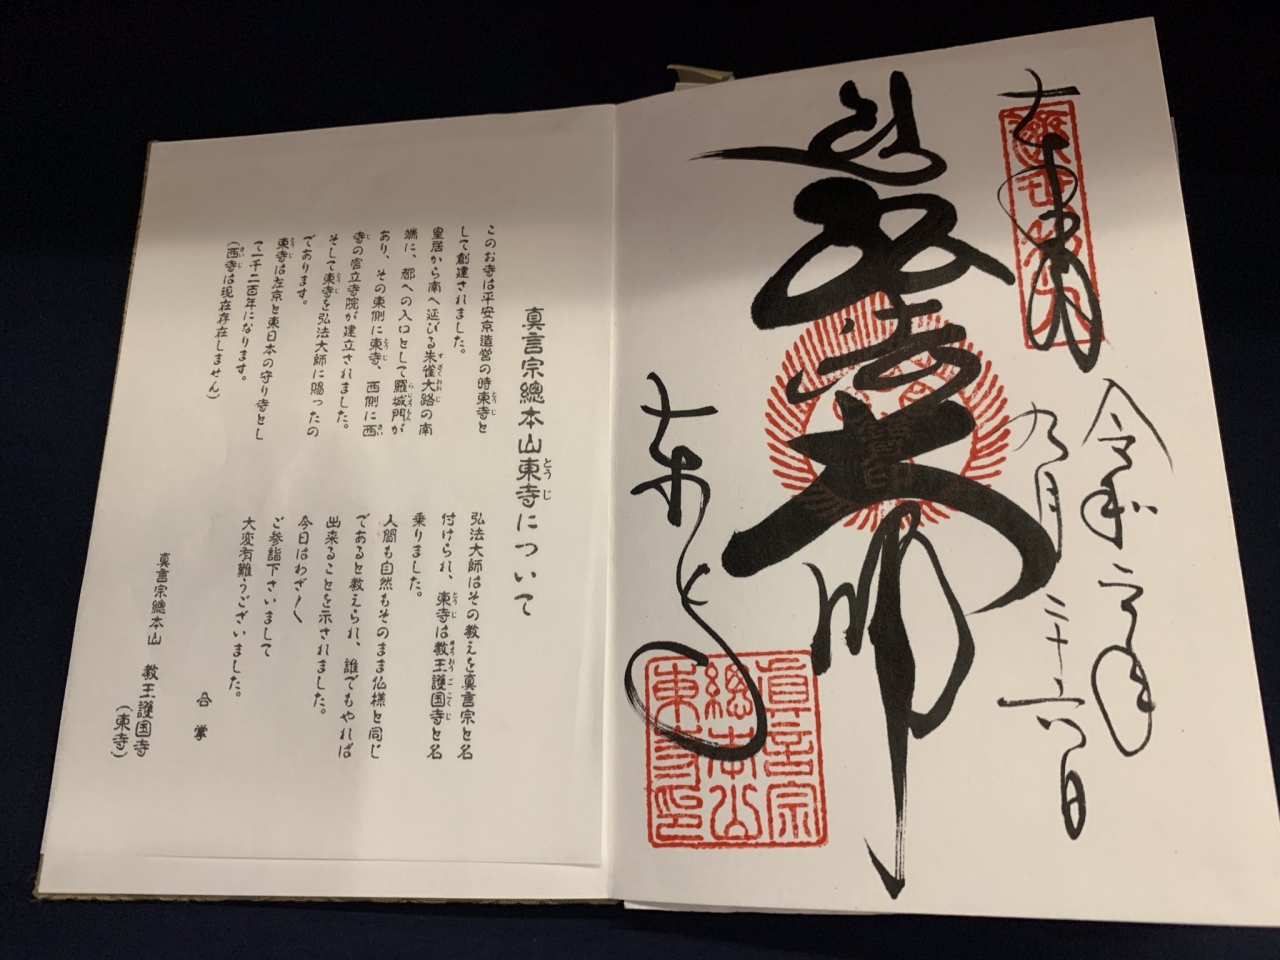 奉拝
令和二年
九月二十六日
弘法大師
東寺
真言宗
總本山
東寺印
真言宗總本山東寺について
このお寺は平安京造営の時東寺と
して創建されました。
皇居から南へ延びる朱雀大路の南
端に、都への入口として羅城門が
あり、その東側に東寺、西側に西
寺の官立寺院が建立されました。
そして東寺を弘法大師に賜ったの
であります。
東寺は左京と東日本の守り寺とし
て一千二百年になります。
（西寺は現在存在しません）
弘法大師はその教えを真言宗と名
付けられ、東寺は教王護国寺と名
乗りました。
人間も自然もそのまま仏様と同じ
であると教えられ、誰でもやれば
出来ることを示されました。
今日はわざ〱
ご参詣下さいまして
大変有難うございました。
合掌
真言宗總本山 教王護国寺
（東寺）